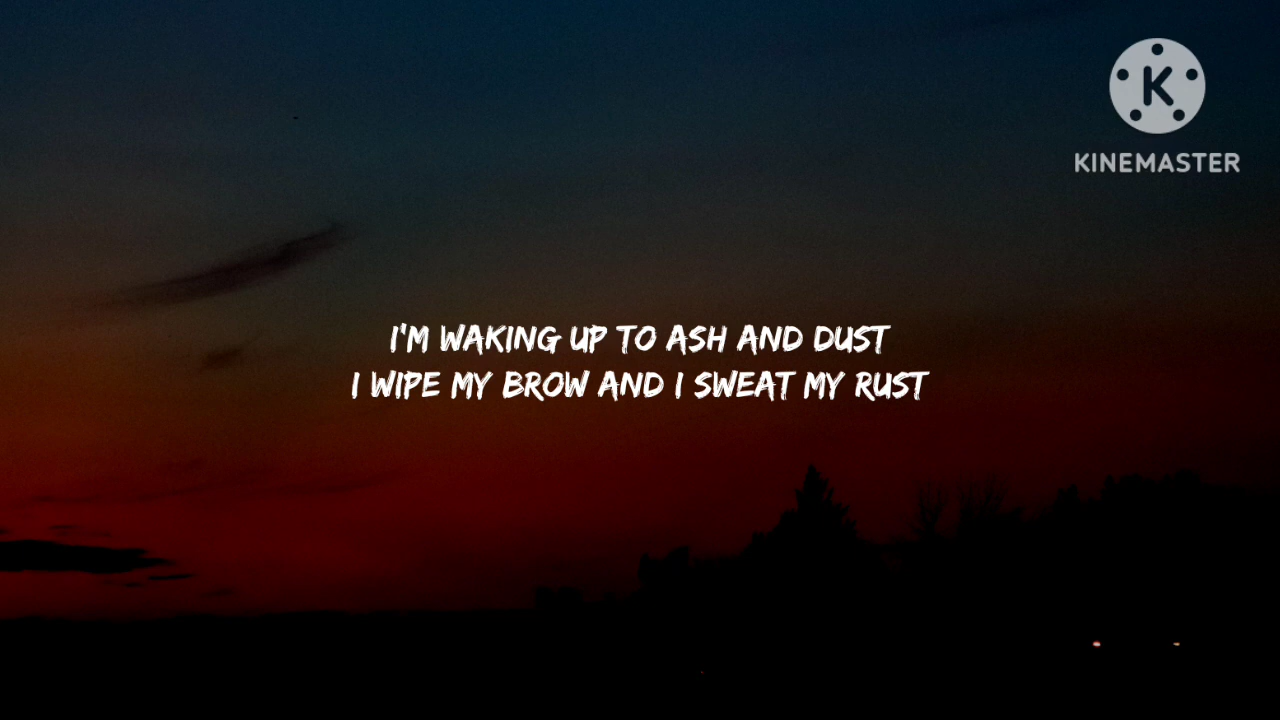 K
KINEMASTER
I'M WAKING UP TO ASH AND DUST
I WIPE MY BROW AND I SWEAT MY RUST